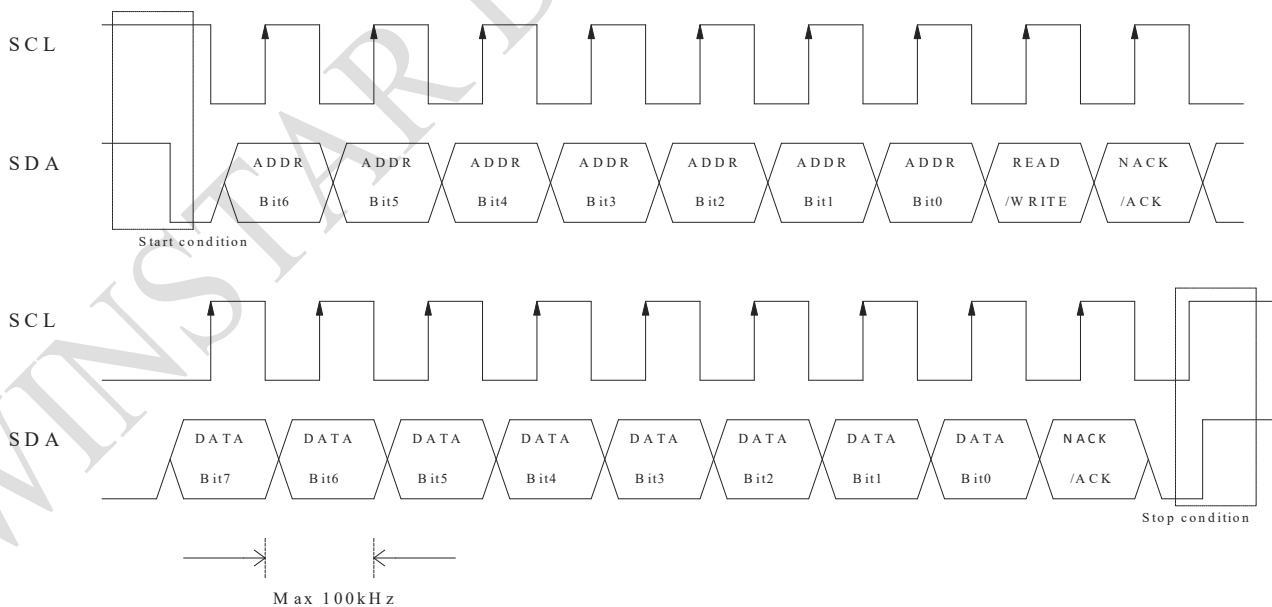 SCL
SDA
ADDR ADDR ADDR ADDR ADDR ADDR ADDR READ NACK
Bit6 Bit5 Bit4 Bit3 Bit2 Bit1 Bit0 /WRITE /ACK
Start condition
SCL
SDA
DATA DATA DATA DATA DATA DATA DATA DATA NACK
Bit7 Bit6 Bit5 Bit4 Bit3 Bit2 Bit1 Bit0 /ACK
Stop condition
Max 100kHz
WINSTAR